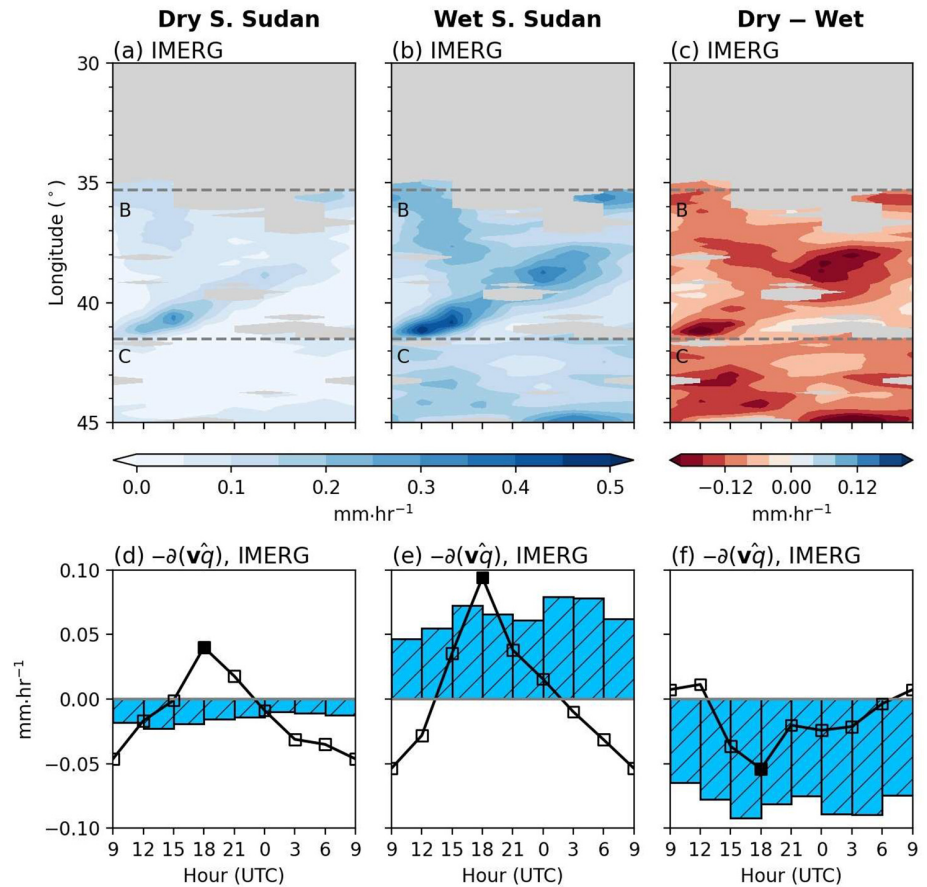 Dry S. Sudan Wet S. Sudan Dry − Wet
(a) IMERG (b) IMERG (c) IMERG
30
35
40
45
Longitude (°)
B B B
C C C
0.0 0.1 0.2 0.3 0.4 0.5
mm·hr⁻¹
−0.12 0.00 0.12
mm·hr⁻¹
(d) −∂(𝐯q̂), IMERG (e) −∂(𝐯q̂), IMERG (f) −∂(𝐯q̂), IMERG
0.10
0.05
0.00
−0.05
−0.10
mm·hr⁻¹
9 12 15 18 21 0 3 6 9 9 12 15 18 21 0 3 6 9 9 12 15 18 21 0 3 6 9
Hour (UTC) Hour (UTC) Hour (UTC)